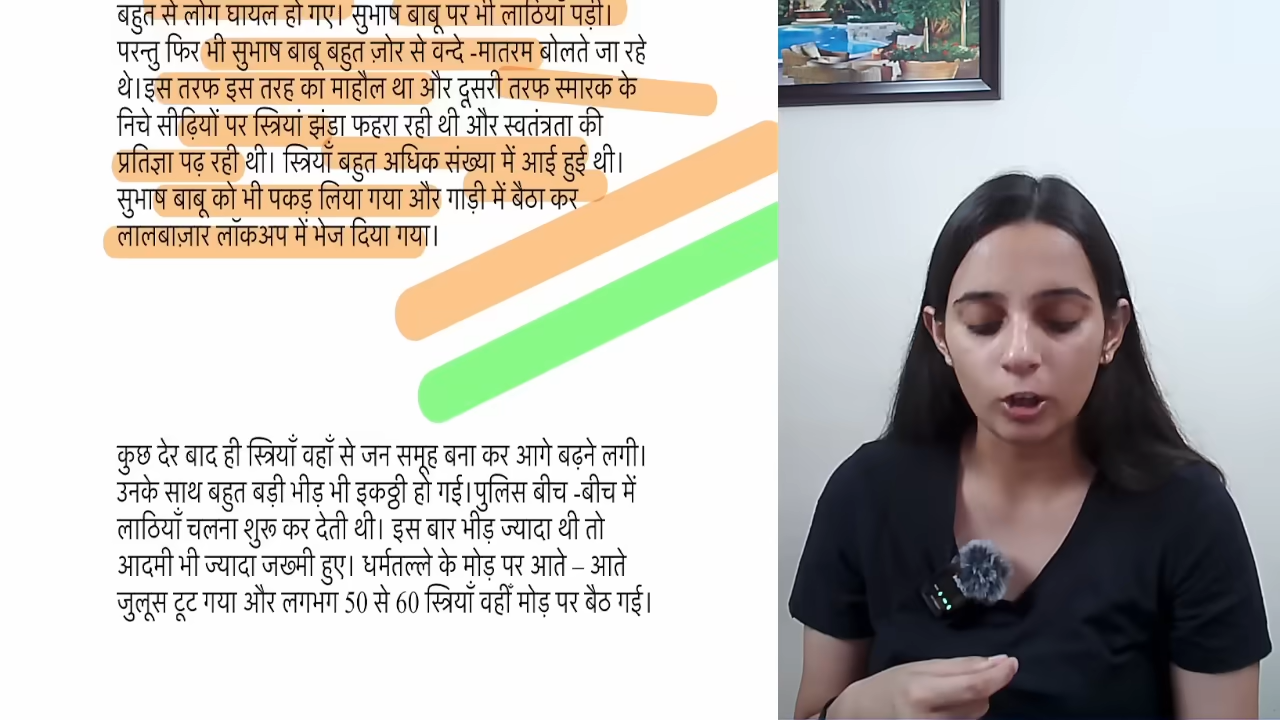 बहुत से लोग घायल हो गए। सुभाष बाबू पर भी लाठियाँ पड़ी।
परन्तु फिर भी सुभाष बाबू बहुत ज़ोर से वन्दे -मातरम बोलते जा रहे
थे।इस तरफ इस तरह का माहौल था और दूसरी तरफ स्मारक के
निचे सीढ़ियों पर स्त्रियां झंडा फहरा रही थी और स्वतंत्रता की
प्रतिज्ञा पढ़ रही थी। स्त्रियाँ बहुत अधिक संख्या में आई हुई थी।
सुभाष बाबू को भी पकड़ लिया गया और गाड़ी में बैठा कर
लालबाज़ार लॉकअप में भेज दिया गया।
कुछ देर बाद ही स्त्रियाँ वहाँ से जन समूह बना कर आगे बढ़ने लगी।
उनके साथ बहुत बड़ी भीड़ भी इकठ्ठी हो गई।पुलिस बीच -बीच में
लाठियाँ चलना शुरू कर देती थी। इस बार भीड़ ज्यादा थी तो
आदमी भी ज्यादा जख्मी हुए। धर्मतल्ले के मोड़ पर आते – आते
जुलूस टूट गया और लगभग 50 से 60 स्त्रियाँ वहीँ मोड़ पर बैठ गई।